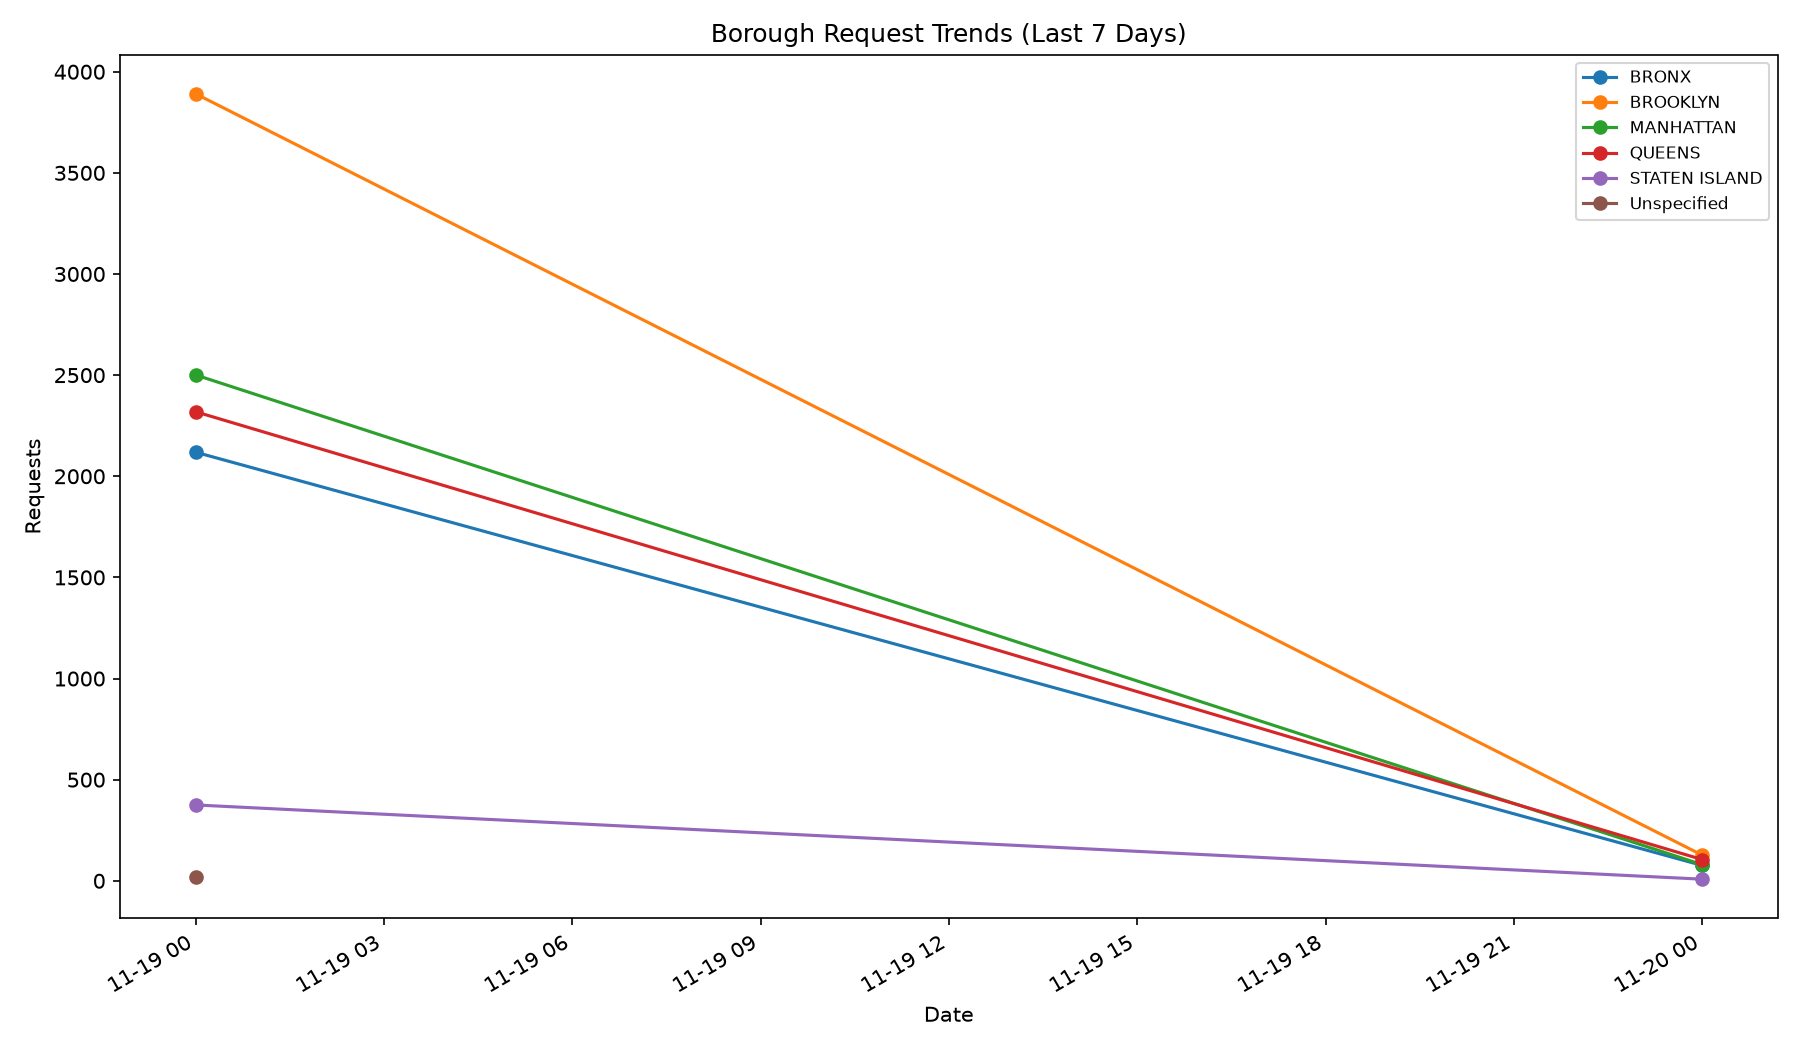 Borough Request Trends (Last 7 Days)
4000
3500
3000
2500
2000
1500
1000
500
0
Requests
BRONX
BROOKLYN
MANHATTAN
QUEENS
STATEN ISLAND
Unspecified
11-19 00
11-19 03
11-19 06
11-19 09
11-19 12
11-19 15
11-19 18
11-19 21
11-20 00
Date